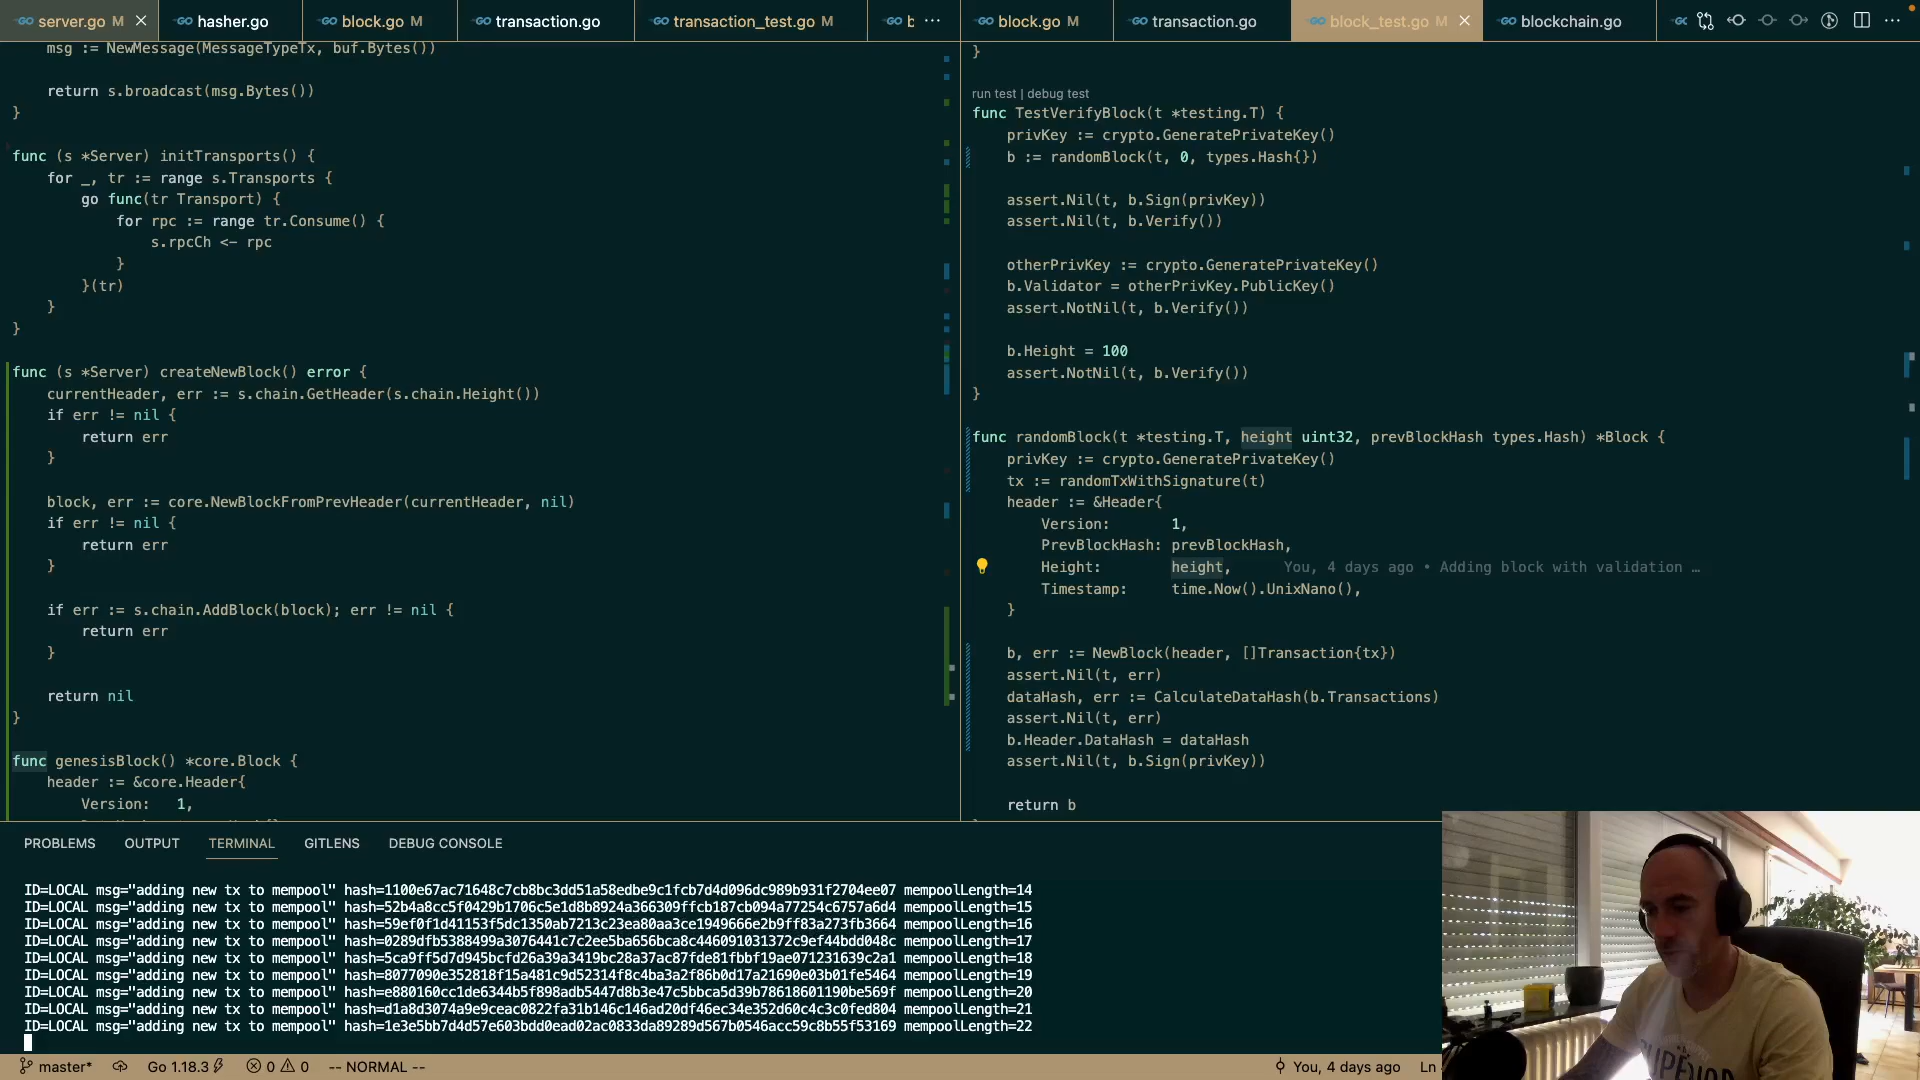 server.go M
hasher.go
block.go M
transaction.go
transaction_test.go M
b ···
block.go M
transaction.go
block_test.go M
blockchain.go
msg := NewMessage(MessageTypeTx, buf.Bytes())
return s.broadcast(msg.Bytes())
}
func (s *Server) initTransports() {
for _, tr := range s.Transports {
go func(tr Transport) {
for rpc := range tr.Consume() {
s.rpcCh <- rpc
}
}(tr)
}
}
func (s *Server) createNewBlock() error {
currentHeader, err := s.chain.GetHeader(s.chain.Height())
if err != nil {
return err
}
block, err := core.NewBlockFromPrevHeader(currentHeader, nil)
if err != nil {
return err
}
if err := s.chain.AddBlock(block); err != nil {
return err
}
return nil
}
func genesisBlock() *core.Block {
header := &core.Header{
Version: 1,
}
run test | debug test
func TestVerifyBlock(t *testing.T) {
privKey := crypto.GeneratePrivateKey()
b := randomBlock(t, 0, types.Hash{})
assert.Nil(t, b.Sign(privKey))
assert.Nil(t, b.Verify())
otherPrivKey := crypto.GeneratePrivateKey()
b.Validator = otherPrivKey.PublicKey()
assert.NotNil(t, b.Verify())
b.Height = 100
assert.NotNil(t, b.Verify())
}
func randomBlock(t *testing.T, height uint32, prevBlockHash types.Hash) *Block {
privKey := crypto.GeneratePrivateKey()
tx := randomTxWithSignature(t)
header := &Header{
Version: 1,
PrevBlockHash: prevBlockHash,
Height: height, You, 4 days ago • Adding block with validation …
Timestamp: time.Now().UnixNano(),
}
b, err := NewBlock(header, []Transaction{tx})
assert.Nil(t, err)
dataHash, err := CalculateDataHash(b.Transactions)
assert.Nil(t, err)
b.Header.DataHash = dataHash
assert.Nil(t, b.Sign(privKey))
return b
PROBLEMS OUTPUT TERMINAL GITLENS DEBUG CONSOLE
ID=LOCAL msg="adding new tx to mempool" hash=1100e67ac71648c7cb8bc3dd51a58edbe9c1fcb7d4d096dc989b931f2704ee07 mempoolLength=14
ID=LOCAL msg="adding new tx to mempool" hash=52b4a8cc5f0429b1706c5e1d8b8924a366309ffcb187cb094a77254c6757a6d4 mempoolLength=15
ID=LOCAL msg="adding new tx to mempool" hash=59ef0f1d41153f5dc1350ab7213c23ea80aa3ce1949666e2b9ff83a273fb3664 mempoolLength=16
ID=LOCAL msg="adding new tx to mempool" hash=0289dfb5388499a3076441c7c2ee5ba656bca8c446091031372c9ef44bdd048c mempoolLength=17
ID=LOCAL msg="adding new tx to mempool" hash=5ca9ff5d7d945bcfd26a39a3419bc28a37ac87fde81fbbf19ae071231639c2a1 mempoolLength=18
ID=LOCAL msg="adding new tx to mempool" hash=8077090e352818f15a481c9d52314f8c4ba3a2f86b0d17a21690e03b01fe5464 mempoolLength=19
ID=LOCAL msg="adding new tx to mempool" hash=e880160cc1de6344b5f898adb5447d8b3e47c5bbca5d39b78618601190be569f mempoolLength=20
ID=LOCAL msg="adding new tx to mempool" hash=d1a8d3074a9e9ceac0822fa31b146c146ad20df46ec34e352d60c4c3c0fed804 mempoolLength=21
ID=LOCAL msg="adding new tx to mempool" hash=1e3e5bb7d4d57e603bdd0ead02ac0833da89289d567b0546acc59c8b55f53169 mempoolLength=22
master* Go 1.18.3 0 0 -- NORMAL -- You, 4 days ago Ln